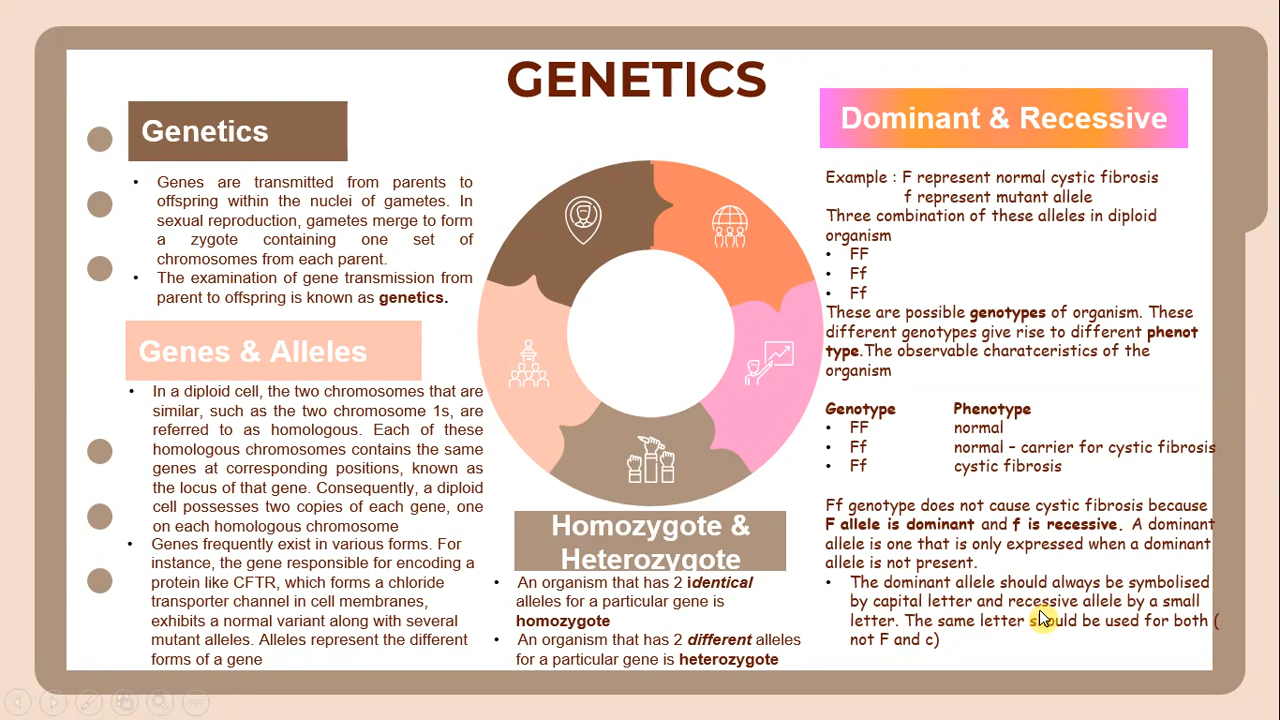 GENETICS
Genetics
• Genes are transmitted from parents to
offspring within the nuclei of gametes. In
sexual reproduction, gametes merge to form
a zygote containing one set of
chromosomes from each parent.
• The examination of gene transmission from
parent to offspring is known as genetics.
Genes & Alleles
• In a diploid cell, the two chromosomes that are
similar, such as the two chromosome 1s, are
referred to as homologous. Each of these
homologous chromosomes contains the same
genes at corresponding positions, known as
the locus of that gene. Consequently, a diploid
cell possesses two copies of each gene, one
on each homologous chromosome
• Genes frequently exist in various forms. For
instance, the gene responsible for encoding a
protein like CFTR, which forms a chloride
transporter channel in cell membranes,
exhibits a normal variant along with several
mutant alleles. Alleles represent the different
forms of a gene
Homozygote &
Heterozygote
• An organism that has 2 identical
alleles for a particular gene is
homozygote
• An organism that has 2 different alleles
for a particular gene is heterozygote
Dominant & Recessive
Example : F represent normal cystic fibrosis
f represent mutant allele
Three combination of these alleles in diploid
organism
• FF
• Ff
• Ff
These are possible genotypes of organism. These
different genotypes give rise to different phenot
type.The observable charatcteristics of the
organism
Genotype Phenotype
• FF normal
• Ff normal – carrier for cystic fibrosis
• Ff cystic fibrosis
Ff genotype does not cause cystic fibrosis because
F allele is dominant and f is recessive. A dominant
allele is one that is only expressed when a dominant
allele is not present.
• The dominant allele should always be symbolised
by capital letter and recessive allele by a small
letter. The same letter should be used for both (
not F and c)